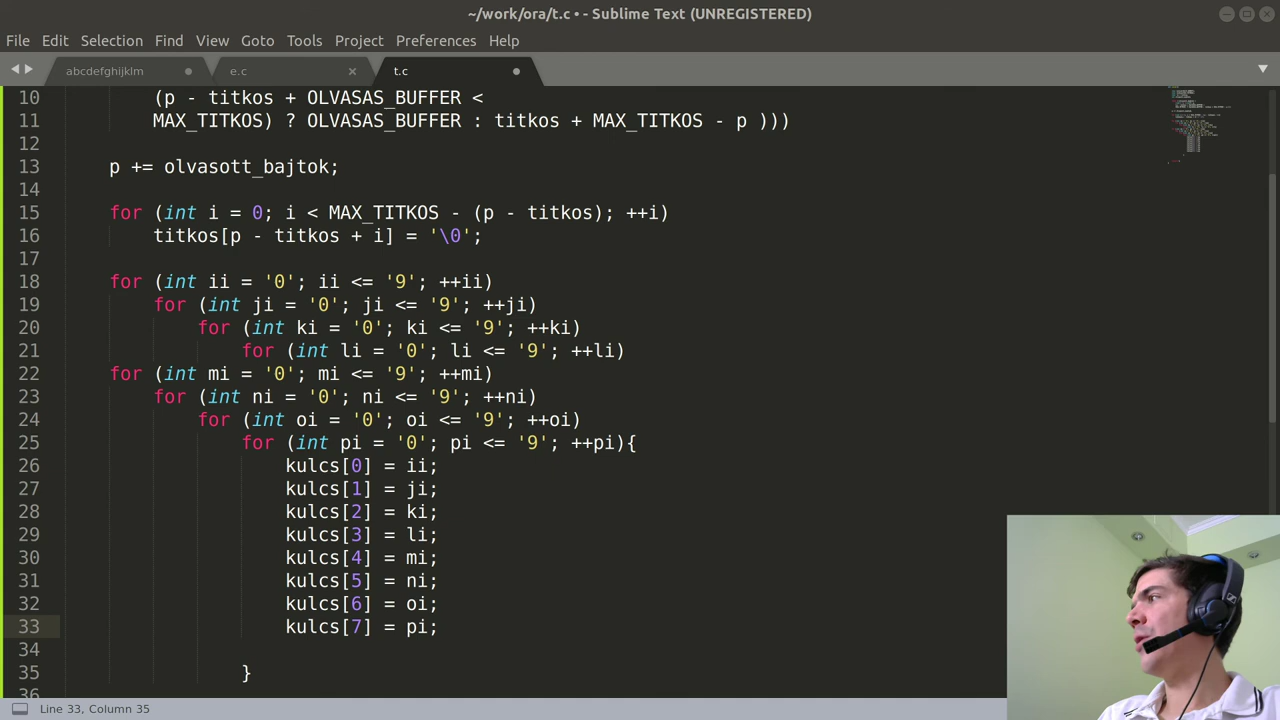 ~/work/ora/t.c • - Sublime Text (UNREGISTERED)
File Edit Selection Find View Goto Tools Project Preferences Help
abcdefghijklm e.c t.c
10 (p - titkos + OLVASAS_BUFFER <
11 MAX_TITKOS) ? OLVASAS_BUFFER : titkos + MAX_TITKOS - p )))
12
13 p += olvasott_bajtok;
14
15 for (int i = 0; i < MAX_TITKOS - (p - titkos); ++i)
16 titkos[p - titkos + i] = '\0';
17
18 for (int ii = '0'; ii <= '9'; ++ii)
19 for (int ji = '0'; ji <= '9'; ++ji)
20 for (int ki = '0'; ki <= '9'; ++ki)
21 for (int li = '0'; li <= '9'; ++li)
22 for (int mi = '0'; mi <= '9'; ++mi)
23 for (int ni = '0'; ni <= '9'; ++ni)
24 for (int oi = '0'; oi <= '9'; ++oi)
25 for (int pi = '0'; pi <= '9'; ++pi){
26 kulcs[0] = ii;
27 kulcs[1] = ji;
28 kulcs[2] = ki;
29 kulcs[3] = li;
30 kulcs[4] = mi;
31 kulcs[5] = ni;
32 kulcs[6] = oi;
33 kulcs[7] = pi;
34
35 }
36
Line 33, Column 35